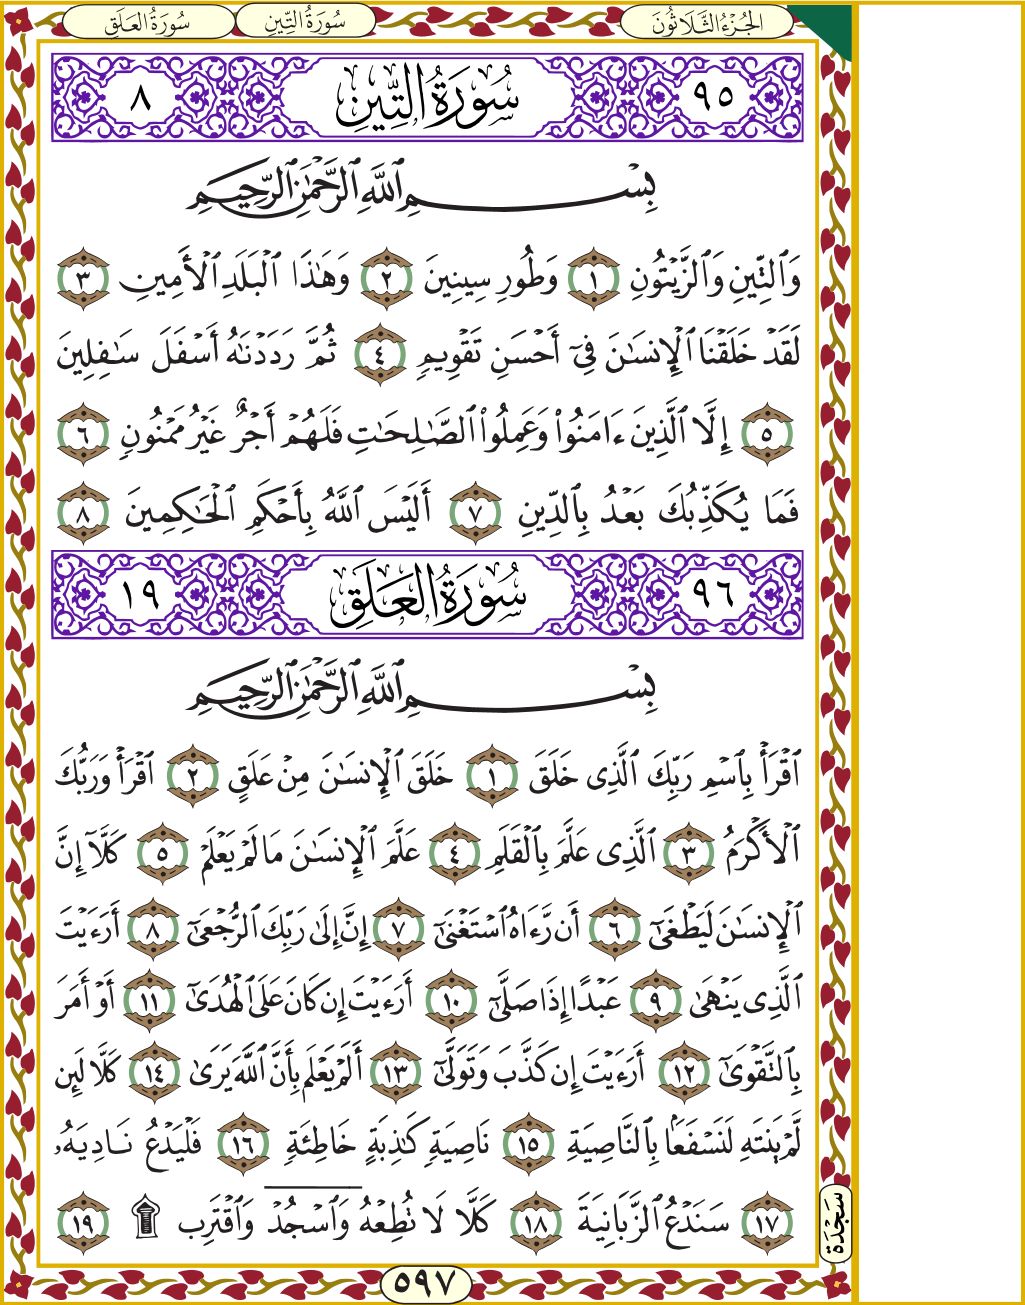 الجُزْءُ الثَّلَاثُونَ سُورَةُ التِّينِ سُورَةُ العَلَقِ
٩٥ سُورَةُ التِّينِ ٨
بِسْمِ ٱللَّهِ ٱلرَّحْمَٰنِ ٱلرَّحِيمِ
وَٱلتِّينِ وَٱلزَّيْتُونِ ١ وَطُورِ سِينِينَ ٢ وَهَٰذَا ٱلْبَلَدِ ٱلْأَمِينِ ٣
لَقَدْ خَلَقْنَا ٱلْإِنسَٰنَ فِىٓ أَحْسَنِ تَقْوِيمٍ ٤ ثُمَّ رَدَدْنَٰهُ أَسْفَلَ سَٰفِلِينَ
٥ إِلَّا ٱلَّذِينَ ءَامَنُوا۟ وَعَمِلُوا۟ ٱلصَّٰلِحَٰتِ فَلَهُمْ أَجْرٌ غَيْرُ مَمْنُونٍ ٦
فَمَا يُكَذِّبُكَ بَعْدُ بِٱلدِّينِ ٧ أَلَيْسَ ٱللَّهُ بِأَحْكَمِ ٱلْحَٰكِمِينَ ٨
٩٦ سُورَةُ العَلَقِ ١٩
بِسْمِ ٱللَّهِ ٱلرَّحْمَٰنِ ٱلرَّحِيمِ
ٱقْرَأْ بِٱسْمِ رَبِّكَ ٱلَّذِى خَلَقَ ١ خَلَقَ ٱلْإِنسَٰنَ مِنْ عَلَقٍ ٢ ٱقْرَأْ وَرَبُّكَ
ٱلْأَكْرَمُ ٣ ٱلَّذِى عَلَّمَ بِٱلْقَلَمِ ٤ عَلَّمَ ٱلْإِنسَٰنَ مَا لَمْ يَعْلَمْ ٥ كَلَّآ إِنَّ
ٱلْإِنسَٰنَ لَيَطْغَىٰٓ ٦ أَن رَّءَاهُ ٱسْتَغْنَىٰٓ ٧ إِنَّ إِلَىٰ رَبِّكَ ٱلرُّجْعَىٰٓ ٨ أَرَءَيْتَ
ٱلَّذِى يَنْهَىٰ ٩ عَبْدًا إِذَا صَلَّىٰٓ ١٠ أَرَءَيْتَ إِن كَانَ عَلَى ٱلْهُدَىٰٓ ١١ أَوْ أَمَرَ
بِٱلتَّقْوَىٰٓ ١٢ أَرَءَيْتَ إِن كَذَّبَ وَتَوَلَّىٰٓ ١٣ أَلَمْ يَعْلَم بِأَنَّ ٱللَّهَ يَرَىٰ ١٤ كَلَّا لَئِن
لَّمْ يَنتَهِ لَنَسْفَعًۢا بِٱلنَّاصِيَةِ ١٥ نَاصِيَةٍ كَٰذِبَةٍ خَاطِئَةٍ ١٦ فَلْيَدْعُ نَادِيَهُۥ
١٧ سَنَدْعُ ٱلزَّبَانِيَةَ ١٨ كَلَّا لَا تُطِعْهُ وَٱسْجُدْ وَٱقْتَرِب ۩ ١٩
سَجْدَة
٥٩٧